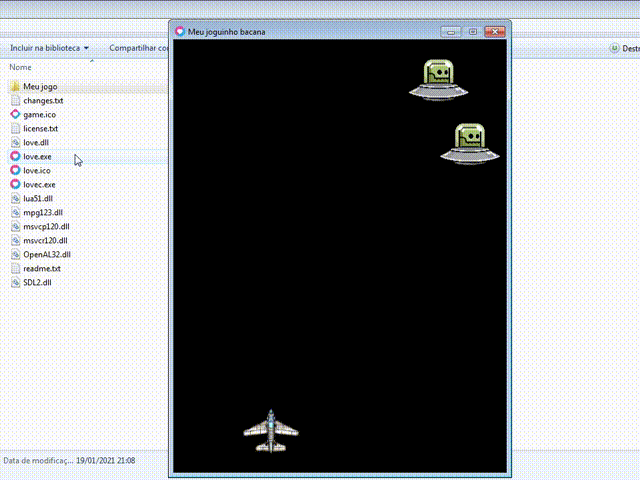 Meu joguinho bacana
Incluir na biblioteca
Compartilhar co
Destr
Nome
Meu jogo
changes.txt
game.ico
license.txt
love.dll
love.exe
love.ico
lovec.exe
lua51.dll
mpg123.dll
msvcp120.dll
msvcr120.dll
OpenAL32.dll
readme.txt
SDL2.dll
Data de modificaç... 19/01/2021 21:08